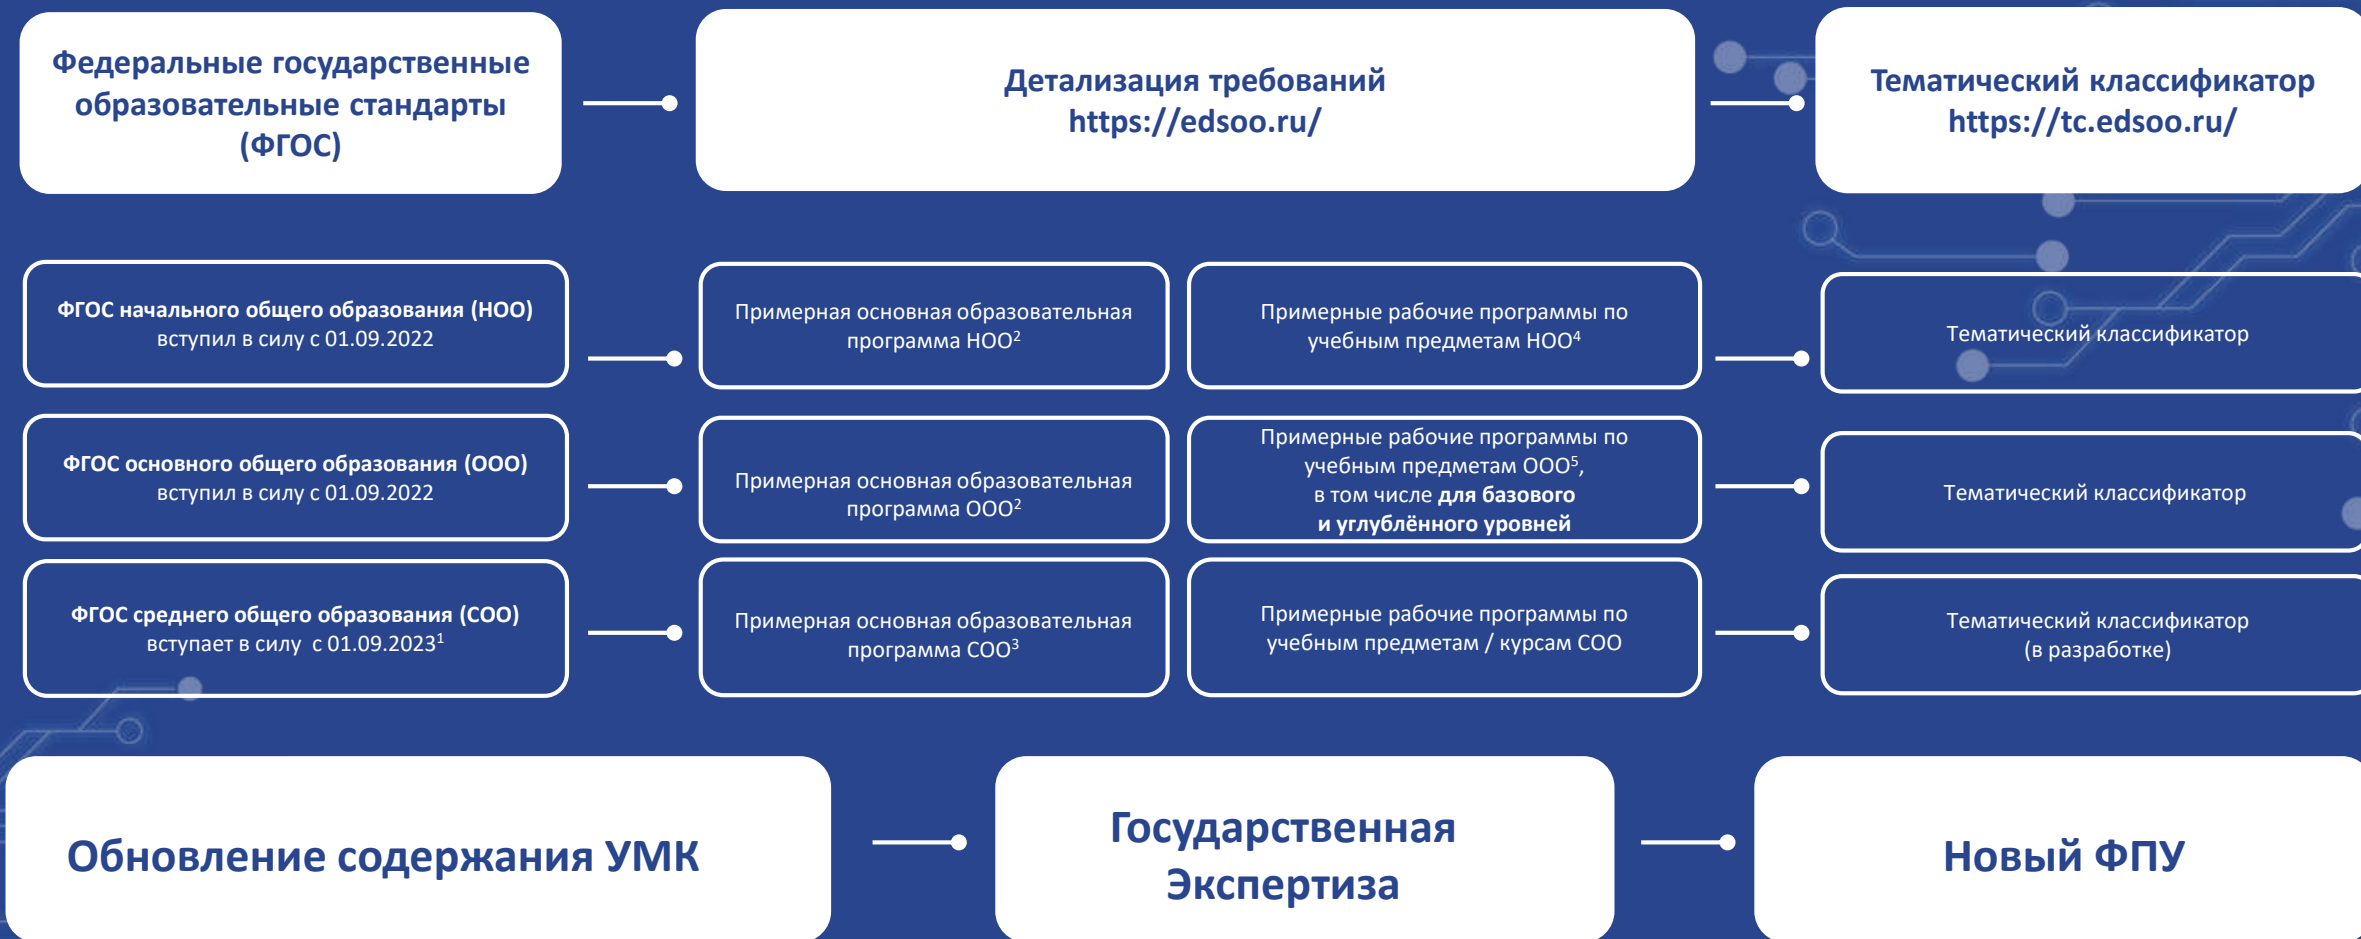 Федеральные государственные
образовательные стандарты
(ФГОС)
Детализация требований
https://edsoo.ru/
Тематический классификатор
https://tc.edsoo.ru/
ФГОС начального общего образования (НОО)
вступил в силу с 01.09.2022
Примерная основная образовательная
программа НОО²
Примерные рабочие программы по
учебным предметам НОО⁴
Тематический классификатор
ФГОС основного общего образования (ООО)
вступил в силу с 01.09.2022
Примерная основная образовательная
программа ООО²
Примерные рабочие программы по
учебным предметам ООО⁵,
в том числе для базового
и углублённого уровней
Тематический классификатор
ФГОС среднего общего образования (СОО)
вступает в силу с 01.09.2023¹
Примерная основная образовательная
программа СОО³
Примерные рабочие программы по
учебным предметам / курсам СОО
Тематический классификатор
(в разработке)
Обновление содержания УМК
Государственная
Экспертиза
Новый ФПУ